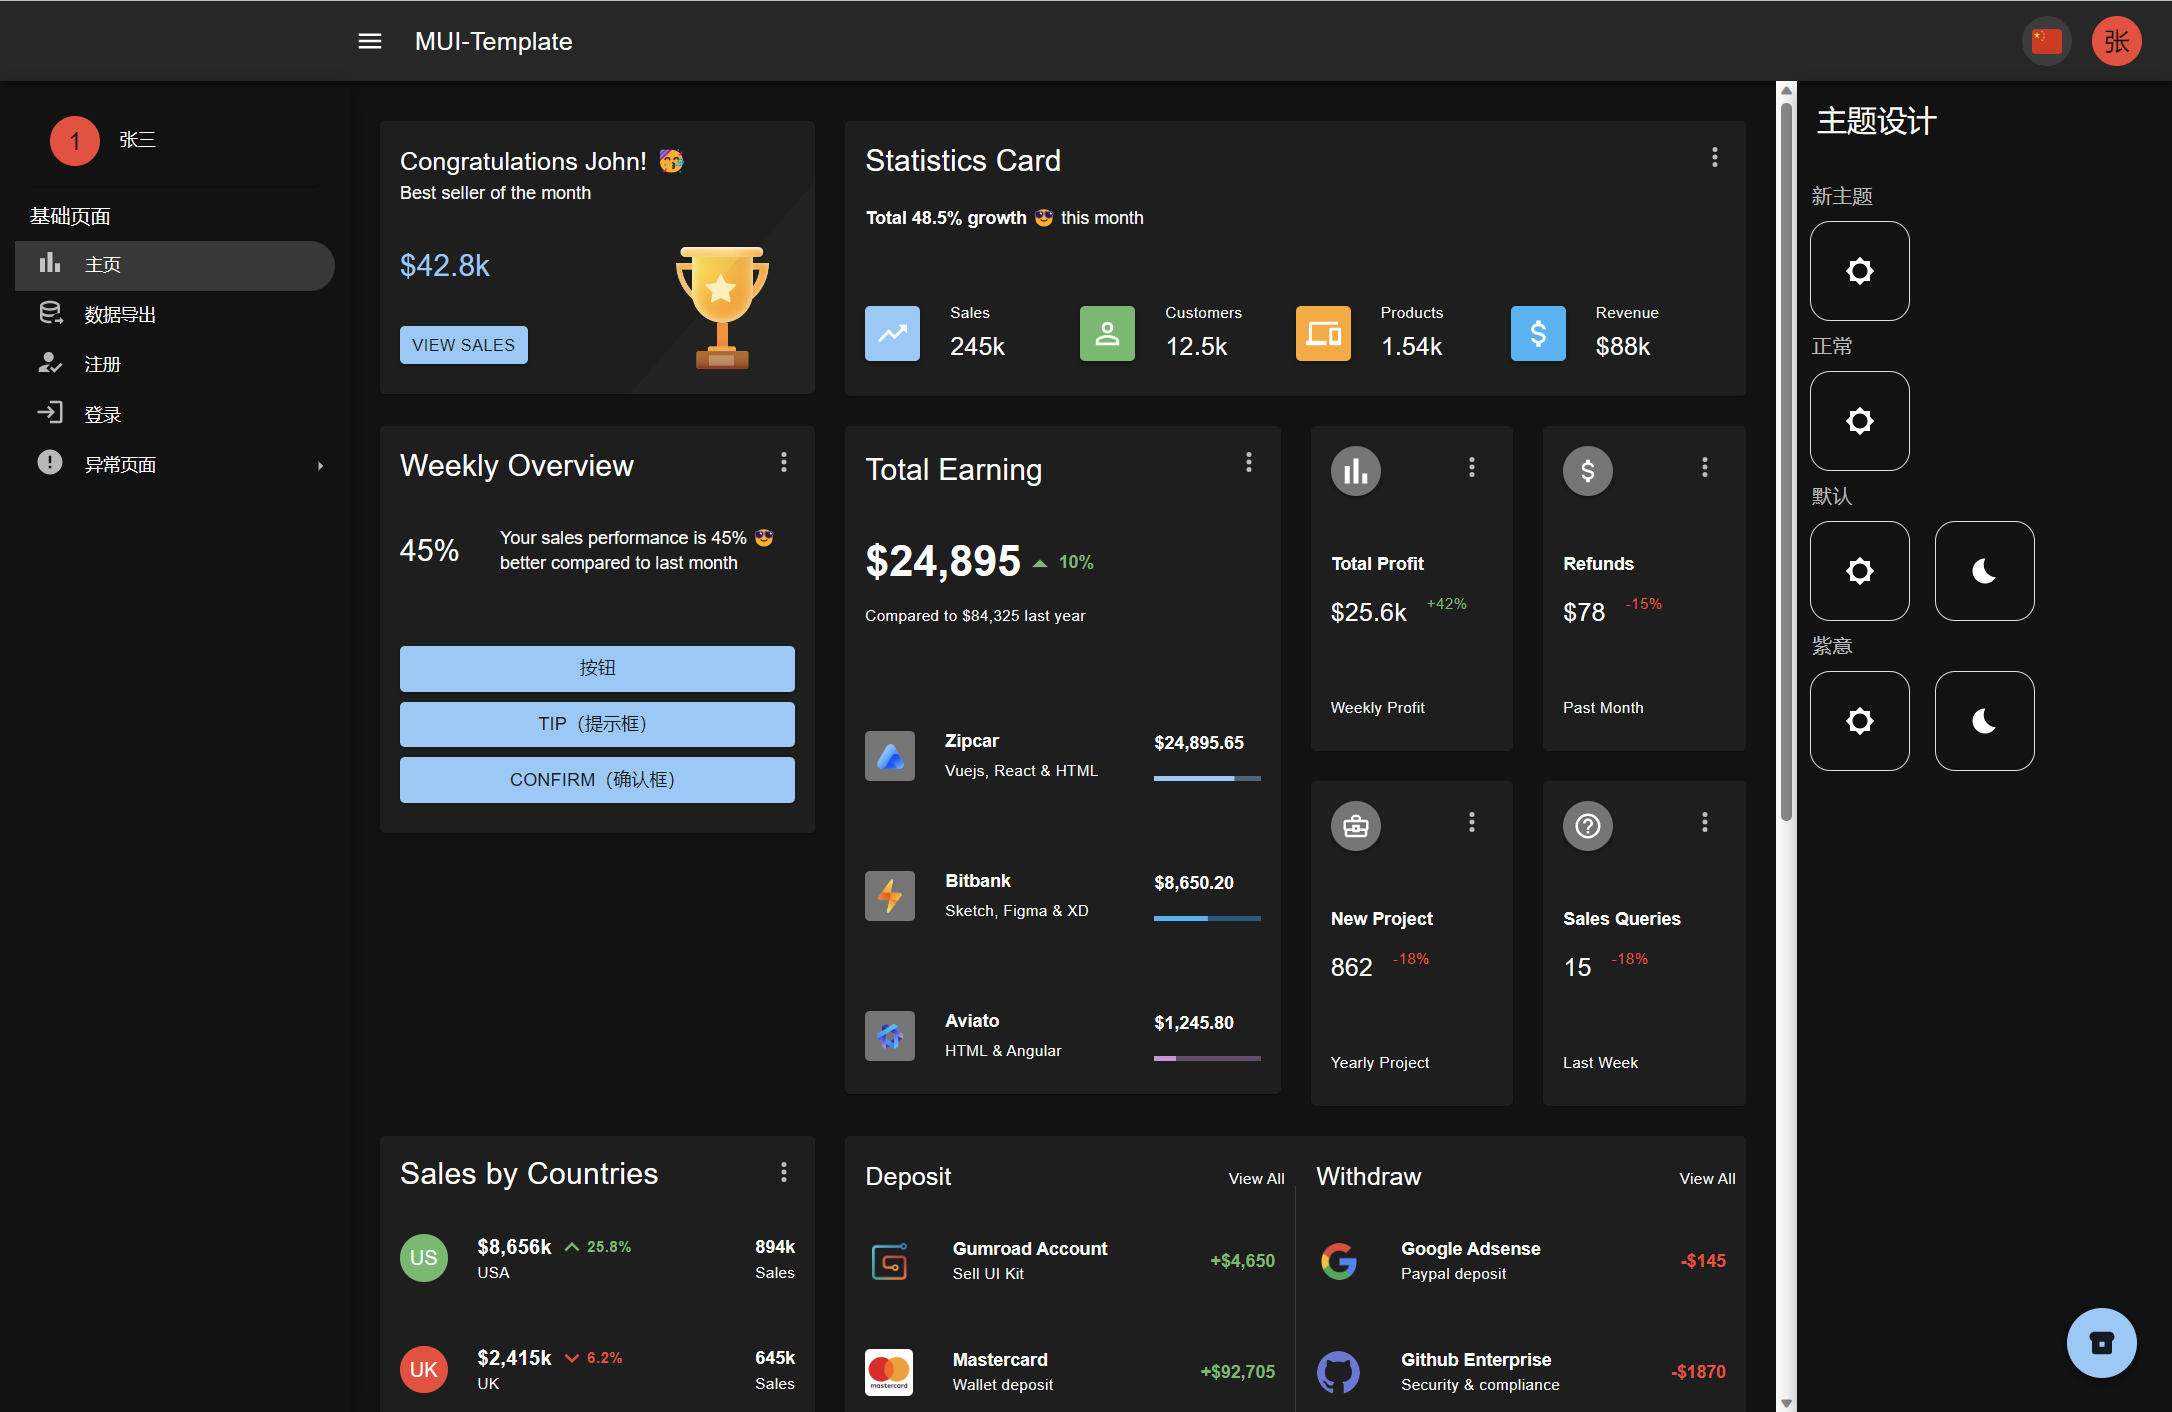 MUI-Template
张
1
张三
基础页面
主页
数据导出
注册
登录
异常页面
Congratulations John! 🥳
Best seller of the month
$42.8k
VIEW SALES
Statistics Card
Total 48.5% growth 😎 this month
Sales
245k
Customers
12.5k
Products
1.54k
Revenue
$88k
Weekly Overview
45%
Your sales performance is 45% 😎
better compared to last month
按钮
TIP（提示框）
CONFIRM（确认框）
Total Earning
$24,895
10%
Compared to $84,325 last year
Zipcar
Vuejs, React & HTML
$24,895.65
Bitbank
Sketch, Figma & XD
$8,650.20
Aviato
HTML & Angular
$1,245.80
Total Profit
$25.6k
+42%
Weekly Profit
Refunds
$78
-15%
Past Month
New Project
862
-18%
Yearly Project
Sales Queries
15
-18%
Last Week
Sales by Countries
US
$8,656k
25.8%
USA
894k
Sales
UK
$2,415k
6.2%
UK
645k
Sales
Deposit
View All
Gumroad Account
Sell UI Kit
+$4,650
mastercard
Mastercard
Wallet deposit
+$92,705
Withdraw
View All
Google Adsense
Paypal deposit
-$145
Github Enterprise
Security & compliance
-$1870
主题设计
新主题
正常
默认
紫意